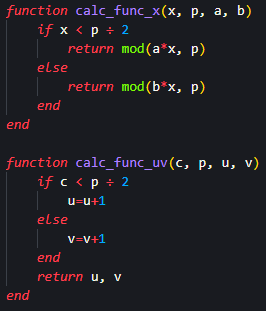 function calc_func_x(x, p, a, b)
if x < p ÷ 2
return mod(a*x, p)
else
return mod(b*x, p)
end
end
function calc_func_uv(c, p, u, v)
if c < p ÷ 2
u=u+1
else
v=v+1
end
return u, v
end